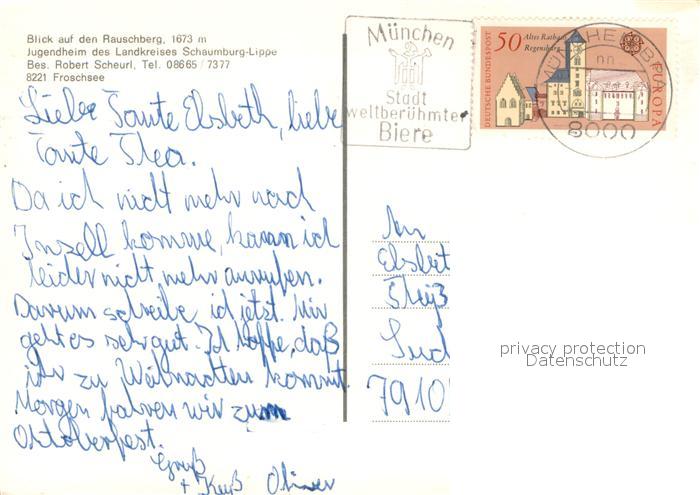 Blick auf den Rauschberg, 1673 m
Jugendheim des Landkreises Schaumburg-Lippe
Bes. Robert Scheurl, Tel. 08665 / 7377
8221 Froschsee
Liebe Tante Elsbeth, liebe
Tante Thea.
Da ich nicht mehr nach
Inzell komme, kann ich
leider nicht mehr anrufen.
Darum schreibe ich jetzt. Mir
geht es sehr gut. Ich hoffe, daß
ihr zu Weihnachten kommt.
Morgen fahren wir zum
Oktoberfest.
Gruß
+ Kuß Oliver
München
Stadt
weltberühmter
Biere
DEUTSCHE BUNDESPOST
50 Altes Rathaus
Regensburg
EUROPA
MÜNCHEN
nn
8000
An
Elsbet
7910
privacy protection
Datenschutz